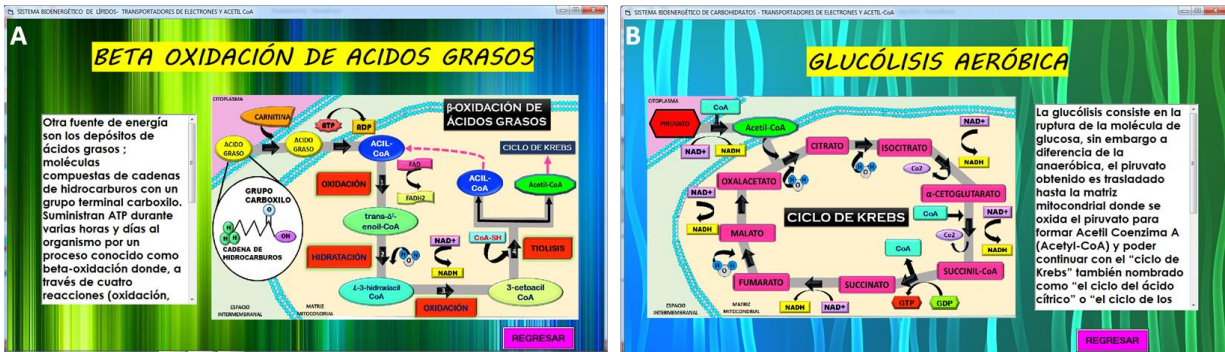 SISTEMA BIOENERGÉTICO DE LÍPIDOS- TRANSPORTADORES DE ELECTRONES Y ACETIL CoA
A
BETA OXIDACIÓN DE ACIDOS GRASOS
Otra fuente de energía
son los depósitos de
ácidos grasos ;
moléculas
compuestas de cadenas
de hidrocarburos con un
grupo terminal carboxilo.
Suministran ATP durante
varias horas y días al
organismo por un
proceso conocido como
beta-oxidación donde, a
través de cuatro
reacciones (oxidación,
CITOPLASMA
CARNITINA
ATP
ADP
β-OXIDACIÓN DE
ÁCIDOS GRASOS
ACIDO
GRASO
ACIDO
GRASO
ACIL-
CoA
CICLO DE KREBS
FAD
FADH2
OXIDACIÓN
1
ACIL-
CoA
Acetil-CoA
GRUPO
CARBOXILO
O
OH
H
H
H
CADENA DE
HIDROCARBUROS
trans-Δ²-
enoil-CoA
HIDRATACIÓN
2
H O H
NAD+
NADH
CoA-SH
4
TIOLISIS
L-3-hidroxiacil
CoA
3
OXIDACIÓN
3-cetoacil
CoA
ESPACIO
INTERMEMBRANAL
MATRIZ
MITOCONDRIAL
REGRESAR
SISTEMA BIOENERGÉTICO DE CARBOHIDRATOS - TRANSPORTADORES DE ELECTRONES Y ACETIL-CoA
B
GLUCÓLISIS AERÓBICA
CITOPLASMA
PIRUVATO
CoA
Acetil-CoA
NAD+
NADH
CITRATO
H O H
ISOCITRATO
NAD+
NADH
Co2
OXALACETATO
NAD+
NADH
α-CETOGLUTARATO
CoA
NAD+
NADH
Co2
CICLO DE KREBS
MALATO
H O H
CoA
SUCCINIL-CoA
FUMARATO
SUCCINATO
GTP
GDP
NADH
NAD+
ESPACIO
INTERMEMBRANAL
MATRIZ
MITOCONDRIAL
La glucólisis consiste en la
ruptura de la molécula de
glucosa, sin embargo a
diferencia de la
anaeróbica, el piruvato
obtenido es trasladado
hasta la matriz
mitocondrial donde se
oxida el piruvato para
formar Acetil Coenzima A
(Acetyl-CoA) y poder
continuar con el “ciclo de
Krebs” también nombrado
como “el ciclo del ácido
cítrico” o “el ciclo de los
REGRESAR